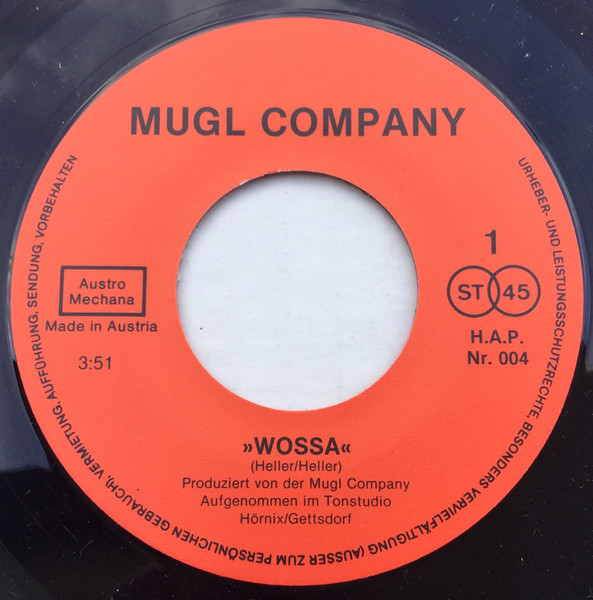 MUGL COMPANY
URHEBER- UND LEISTUNGSSCHUTZRECHTE, BESONDERS VERVIELFÄLTIGUNG (AUSSER ZUM PERSÖNLICHEN GEBRAUCH), VERMIETUNG, AUFFÜHRUNG, SENDUNG, VORBEHALTEN
Austro
Mechana
Made in Austria
3:51
1
ST 45
H.A.P.
Nr. 004
»WOSSA«
(Heller/Heller)
Produziert von der Mugl Company
Aufgenommen im Tonstudio
Hörnix/Gettsdorf